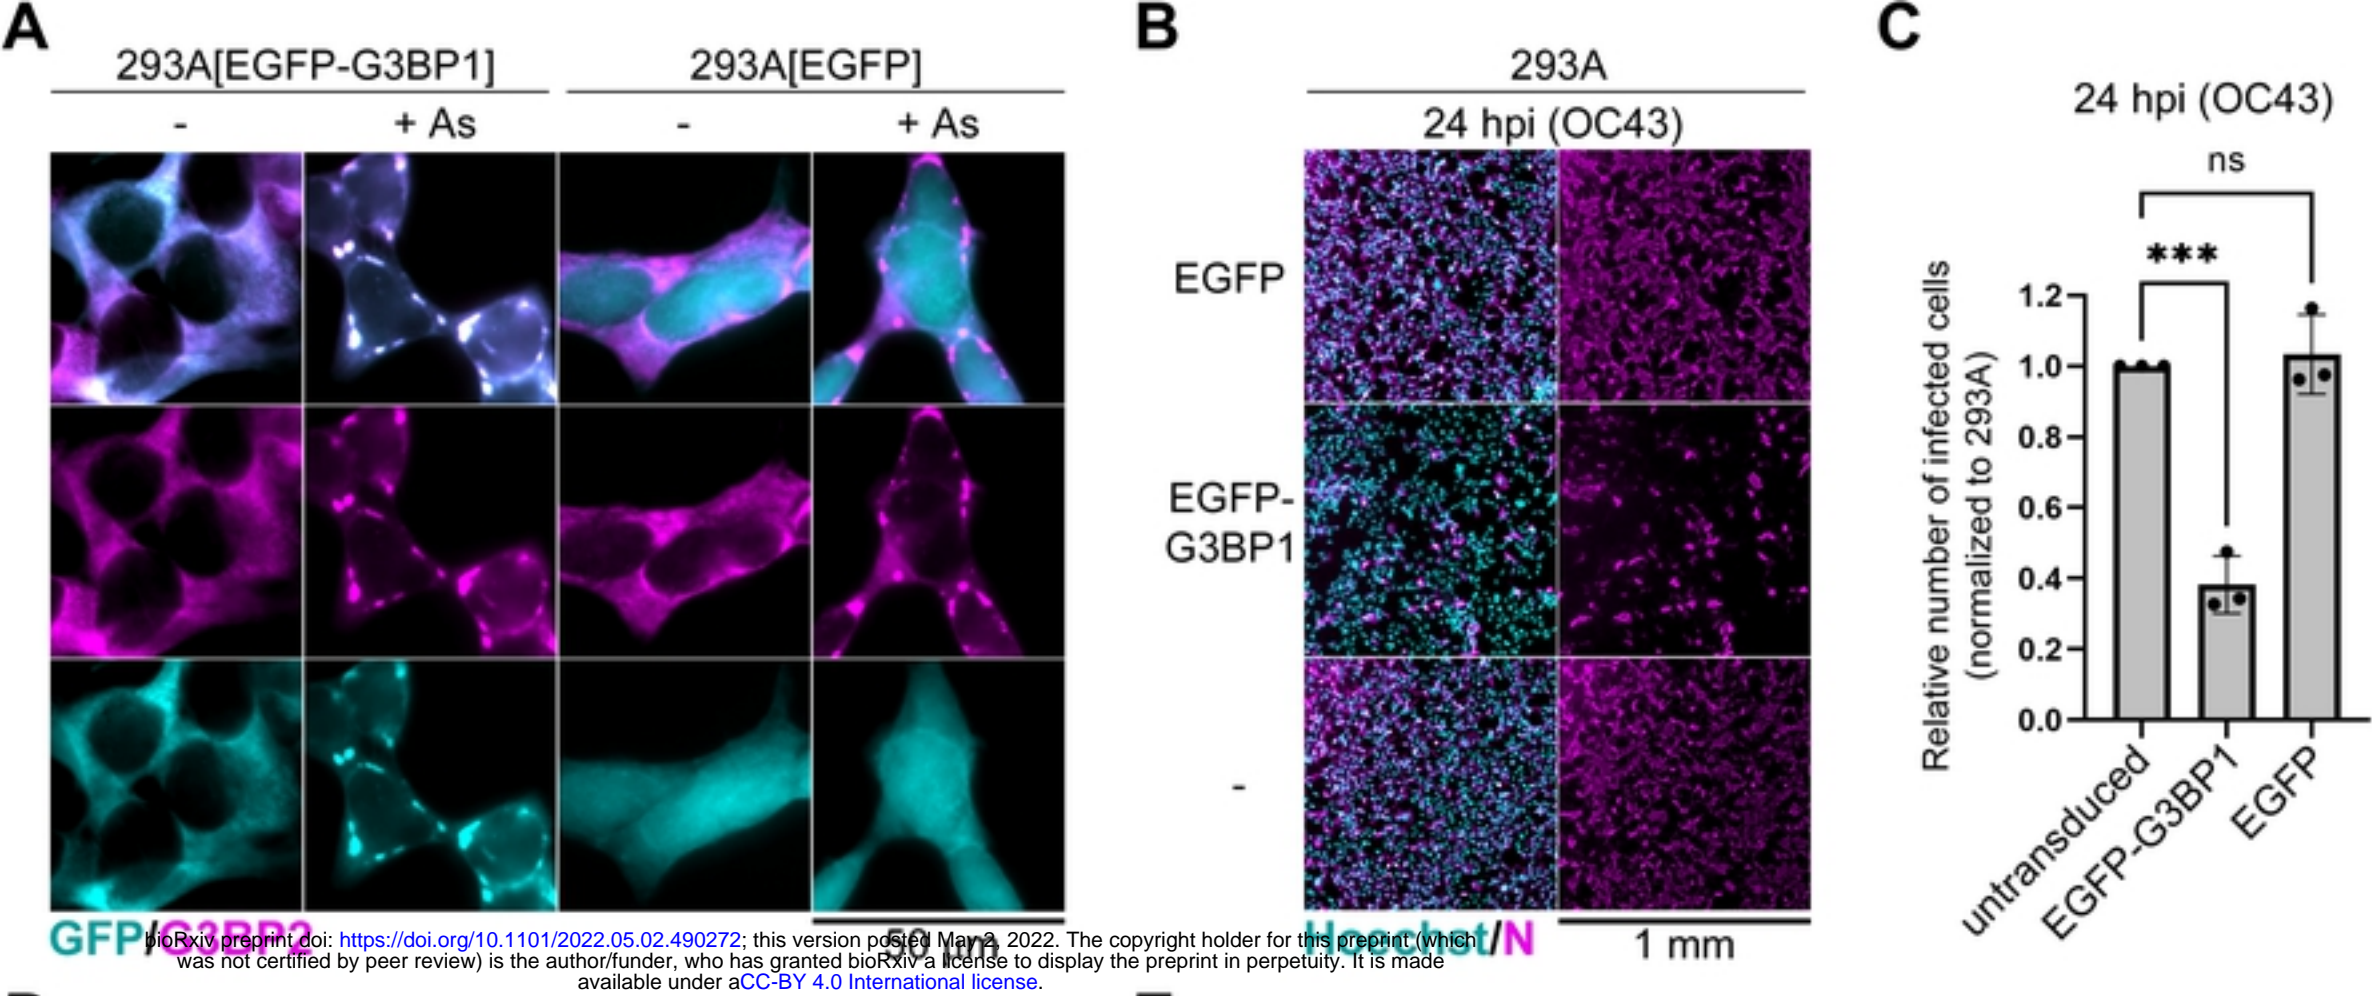 A
293A[EGFP-G3BP1]
293A[EGFP]
-
+ As
-
+ As
GFP/G3BP2
50 µm
B
293A
24 hpi (OC43)
EGFP
EGFP-
G3BP1
-
Hoechst/N
1 mm
C
24 hpi (OC43)
ns
***
Relative number of infected cells
(normalized to 293A)
1.2
1.0
0.8
0.6
0.4
0.2
0.0
untransduced
EGFP-G3BP1
EGFP
bioRxiv preprint doi: https://doi.org/10.1101/2022.05.02.490272; this version posted May 2, 2022. The copyright holder for this preprint (which
was not certified by peer review) is the author/funder, who has granted bioRxiv a license to display the preprint in perpetuity. It is made
available under aCC-BY 4.0 International license.